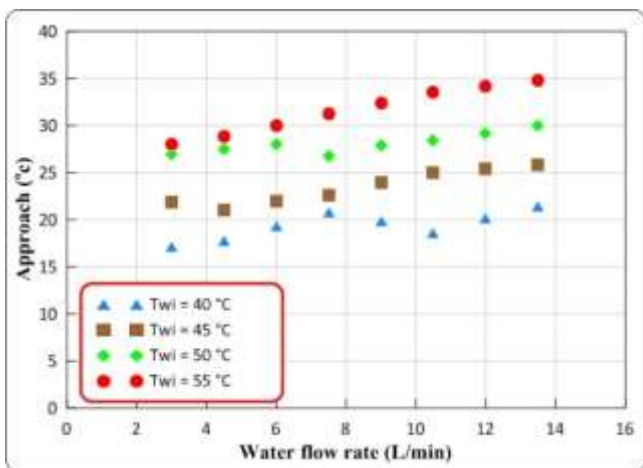 40
35
30
25
20
15
10
5
0
Approach (°c)
Twi = 40 °C
Twi = 45 °C
Twi = 50 °C
Twi = 55 °C
0 2 4 6 8 10 12 14 16
Water flow rate (L/min)